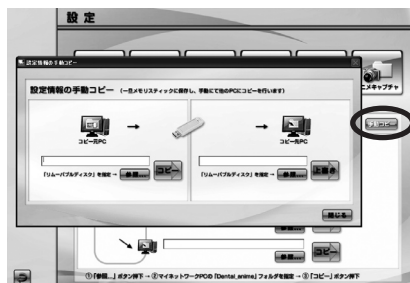 設 定
設定情報の手動コピー
ニメキャプチャ
設定情報の手動コピー（一旦メモリスティックに保存し、手動にて他のPCにコピーを行います）
手動コピー
コピー元PC
コピー先PC
「リムーバブルディスク」を指定→ 参照... コピー
「リムーバブルディスク」を指定→ 参照... 上書き
閉じる
参照...
参照... コピー
①「参照...」ボタン押下 → ②マイネットワークPCの「Dental_anime」フォルダを指定 → ③「コピー」ボタン押下